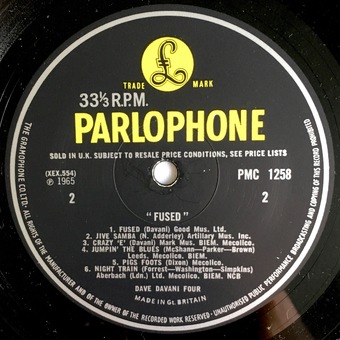 £
TRADE MARK
33⅓ R.P.M.
PARLOPHONE
SOLD IN U.K. SUBJECT TO RESALE PRICE CONDITIONS, SEE PRICE LISTS
(XEX.554)
℗ 1965
PMC 1258
2
2
"FUSED"
1. FUSED (Davani) Good Mus. Ltd.
2. JIVE SAMBA (N. Adderley) Artillary Mus. Inc.
3. CRAZY 'E' (Davani) Mark Mus. BIEM. Mecolico.
4. JUMPIN' THE BLUES (McShann—Parker—Brown)
Leeds. Mecolico. BIEM.
5. PIGS FOOTS (Dixon) Mecolico.
6. NIGHT TRAIN (Forrest—Washington—Simpkins)
Aberbach (Ldn.) Ltd. Mecolico. BIEM, NCB
DAVE DAVANI FOUR
MADE IN GT. BRITAIN
THE GRAMOPHONE CO. LTD. ALL RIGHTS OF THE MANUFACTURER AND OF THE OWNER OF THE RECORDED WORK RESERVED. UNAUTHORISED PUBLIC PERFORMANCE BROADCASTING AND COPYING OF THIS RECORD PROHIBITED